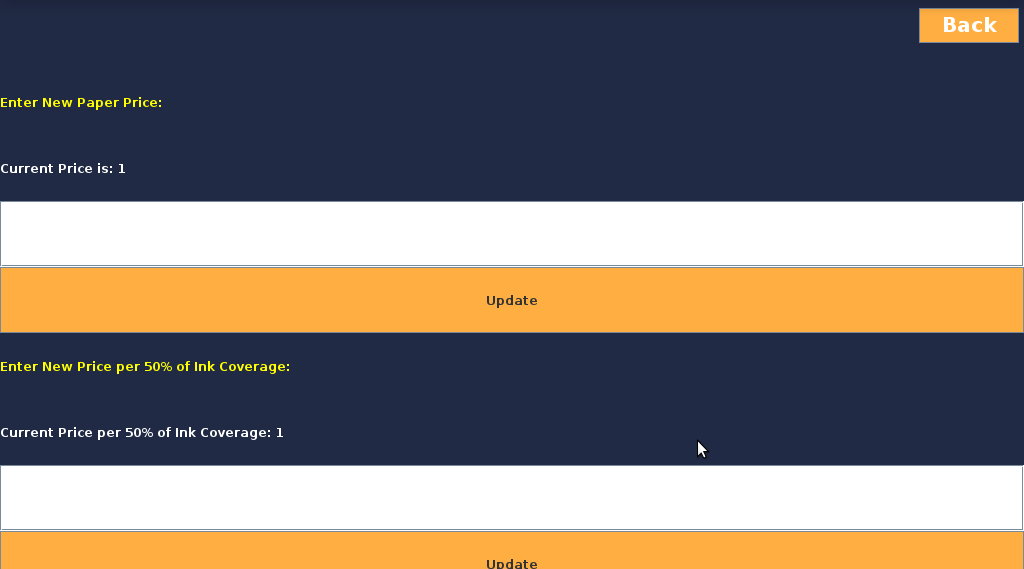 Back
Enter New Paper Price:
Current Price is: 1
Update
Enter New Price per 50% of Ink Coverage:
Current Price per 50% of Ink Coverage: 1
Update